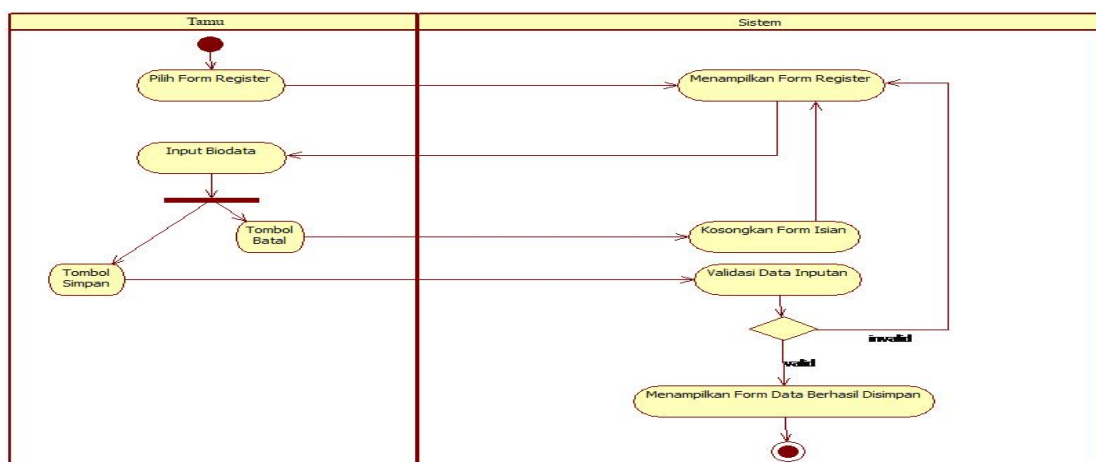 Tamu
Sistem
Pilih Form Register
Menampilkan Form Register
Input Biodata
Tombol
Batal
Kosongkan Form Isian
Tombol
Simpan
Validasi Data Inputan
invalid
valid
Menampilkan Form Data Berhasil Disimpan